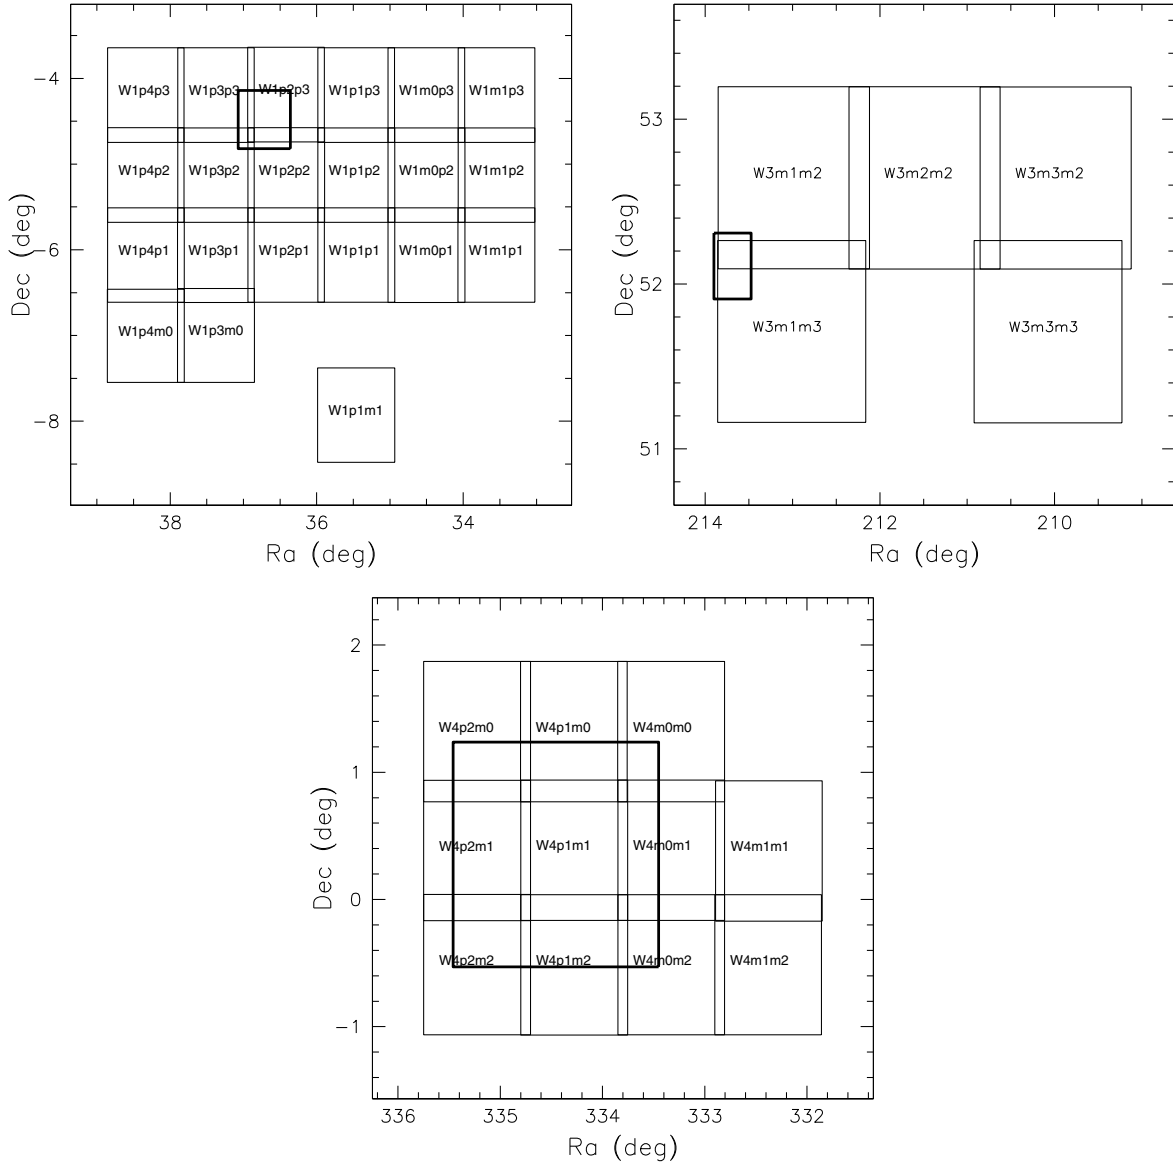 −4
−6
−8
Dec (deg)
W1p4p3 W1p3p3 W1p2p3 W1p1p3 W1m0p3 W1m1p3
W1p4p2 W1p3p2 W1p2p2 W1p1p2 W1m0p2 W1m1p2
W1p4p1 W1p3p1 W1p2p1 W1p1p1 W1m0p1 W1m1p1
W1p4m0 W1p3m0
W1p1m1
38 36 34
Ra (deg)
53
52
51
Dec (deg)
W3m1m2 W3m2m2 W3m3m2
W3m1m3 W3m3m3
214 212 210
Ra (deg)
2
1
0
−1
Dec (deg)
W4p2m0 W4p1m0 W4m0m0
W4p2m1 W4p1m1 W4m0m1 W4m1m1
W4p2m2 W4p1m2 W4m0m2 W4m1m2
336 335 334 333 332
Ra (deg)